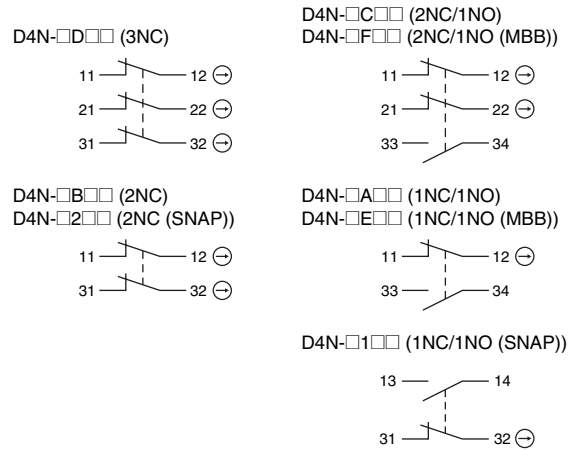 D4N-□D□□ (3NC)
11 12
21 22
31 32
D4N-□C□□ (2NC/1NO)
D4N-□F□□ (2NC/1NO (MBB))
11 12
21 22
33 34
D4N-□B□□ (2NC)
D4N-□2□□ (2NC (SNAP))
11 12
31 32
D4N-□A□□ (1NC/1NO)
D4N-□E□□ (1NC/1NO (MBB))
11 12
33 34
D4N-□1□□ (1NC/1NO (SNAP))
13 14
31 32